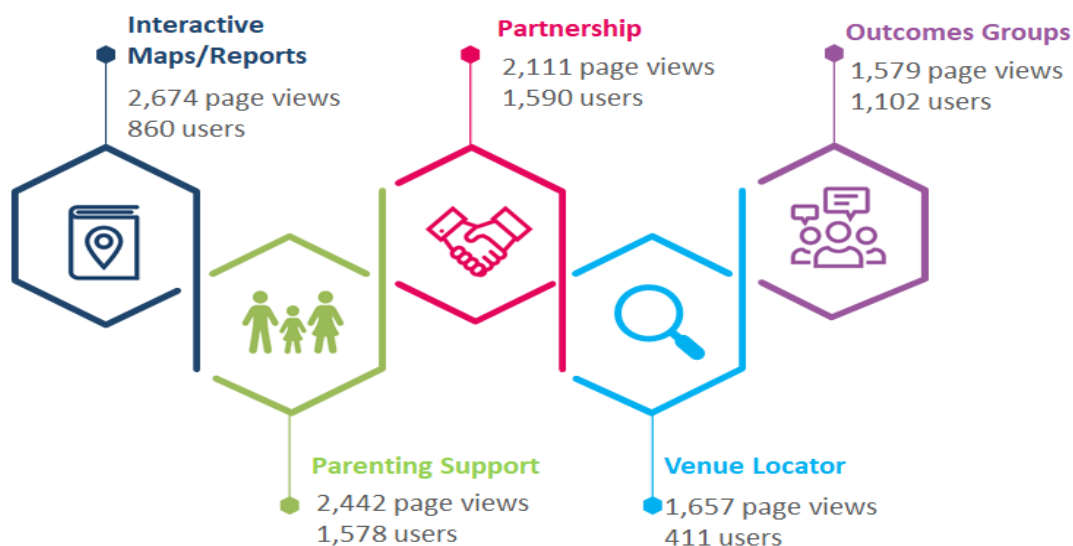 Interactive
Maps/Reports
2,674 page views
860 users
Parenting Support
2,442 page views
1,578 users
Partnership
2,111 page views
1,590 users
Venue Locator
1,657 page views
411 users
Outcomes Groups
1,579 page views
1,102 users